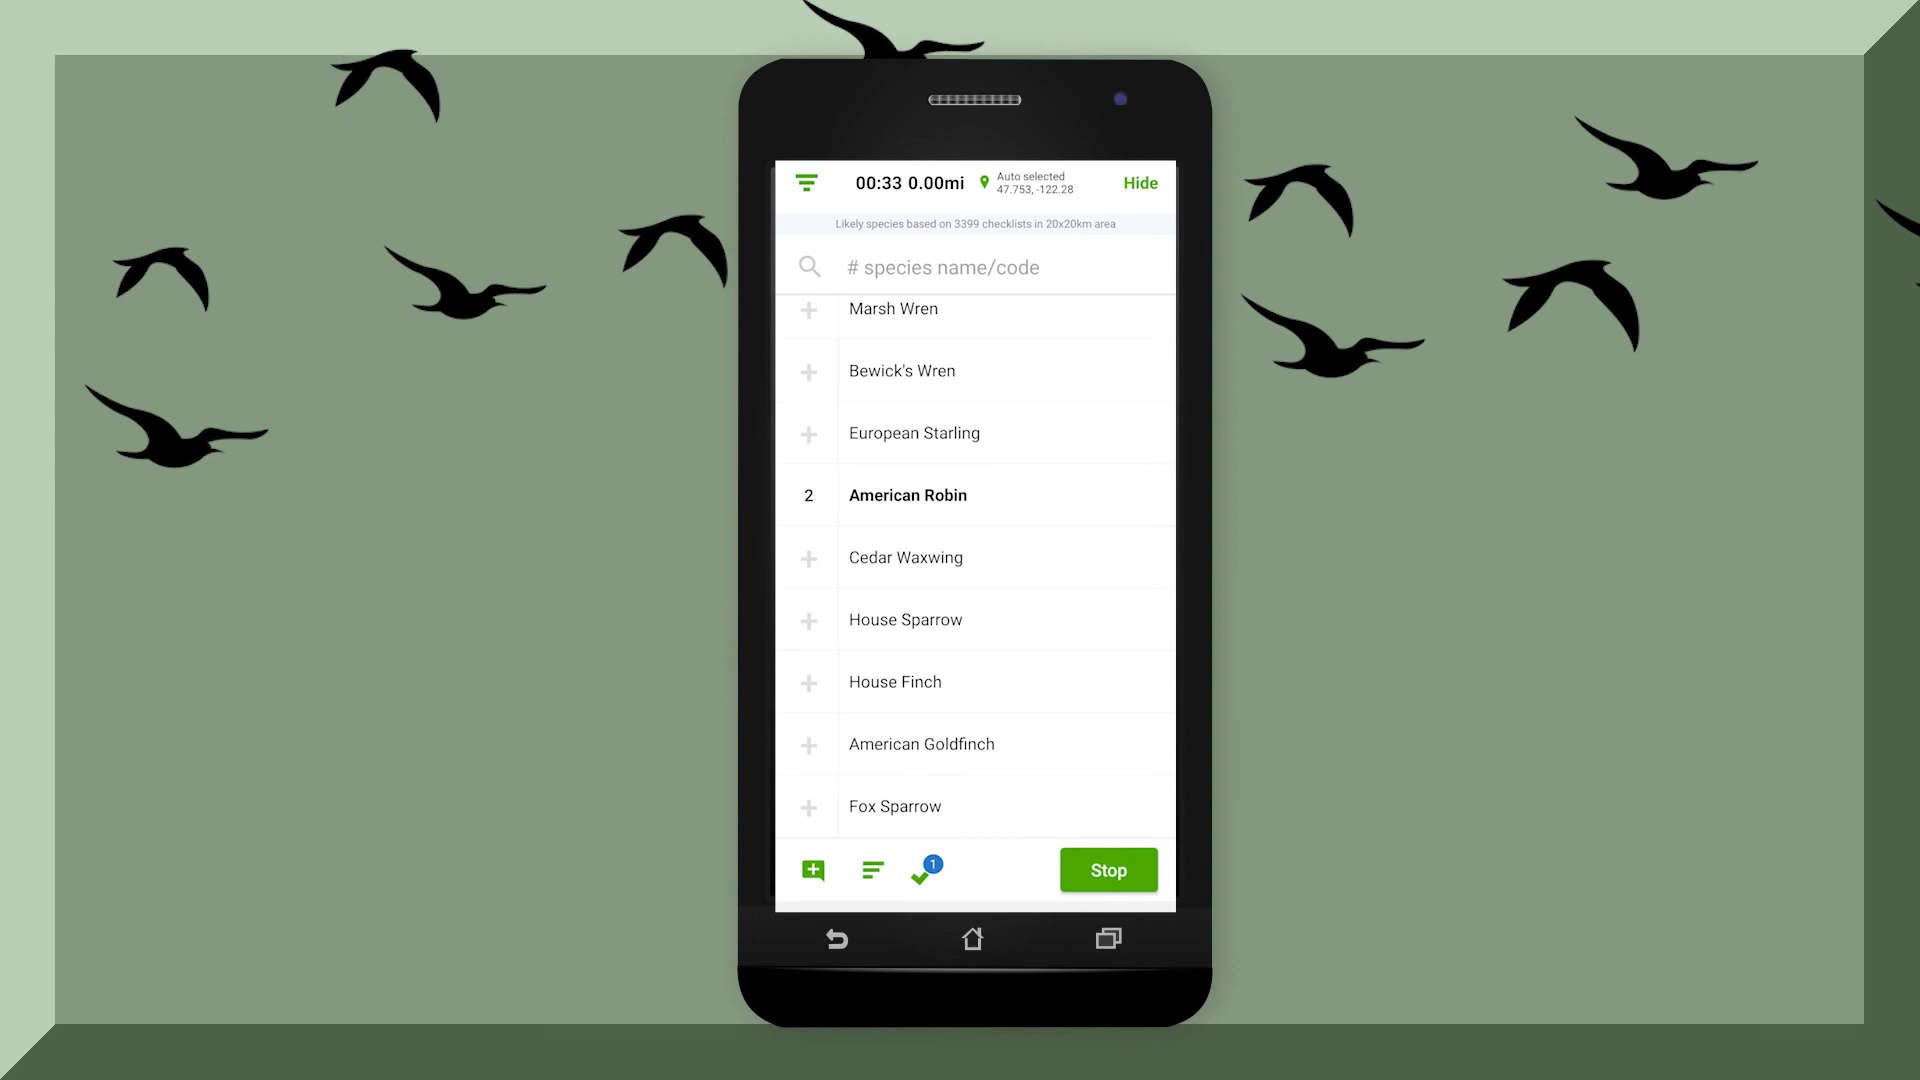 00:33 0.00mi
Auto selected
47.753, -122.28
Hide
Likely species based on 3399 checklists in 20x20km area
# species name/code
Marsh Wren
Bewick's Wren
European Starling
2 American Robin
Cedar Waxwing
House Sparrow
House Finch
American Goldfinch
Fox Sparrow
1
Stop